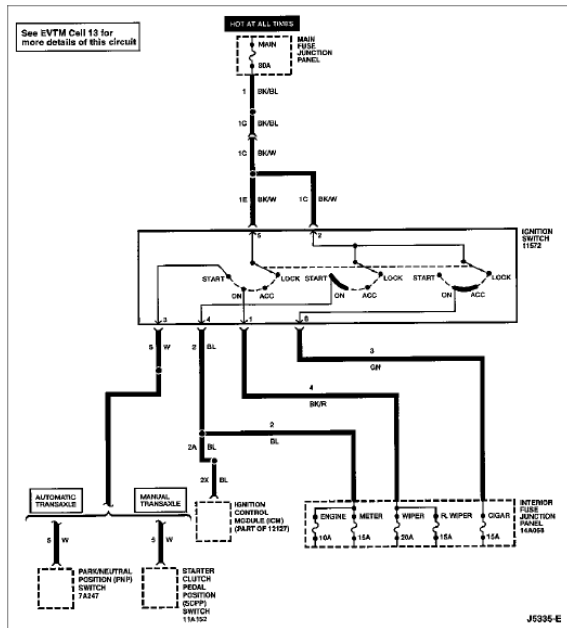 See EVTM Cell 13 for
more details of this circuit
HOT AT ALL TIMES
MAIN
80A
MAIN
FUSE
JUNCTION
PANEL
1 BK/BL
1G BK/BL
1C BK/W
1E BK/W
1C BK/W
5 2
IGNITION
SWITCH
11572
START LOCK START LOCK START LOCK
ON ACC ON ACC ON ACC
3 4 1 6
5 W 2 BL
3
GN
4
BK/R
2
BL
2A BL
2X BL
AUTOMATIC
TRANSAXLE
MANUAL
TRANSAXLE
5 W 5 W
IGNITION
CONTROL
MODULE (ICM)
(PART OF 12127)
ENGINE METER WIPER R. WIPER CIGAR
10A 15A 20A 15A 15A
INTERIOR
FUSE
JUNCTION
PANEL
14A068
PARK/NEUTRAL
POSITION (PNP)
SWITCH
7A247
STARTER
CLUTCH
PEDAL
POSITION
(SCPP)
SWITCH
11A152
J5335-E